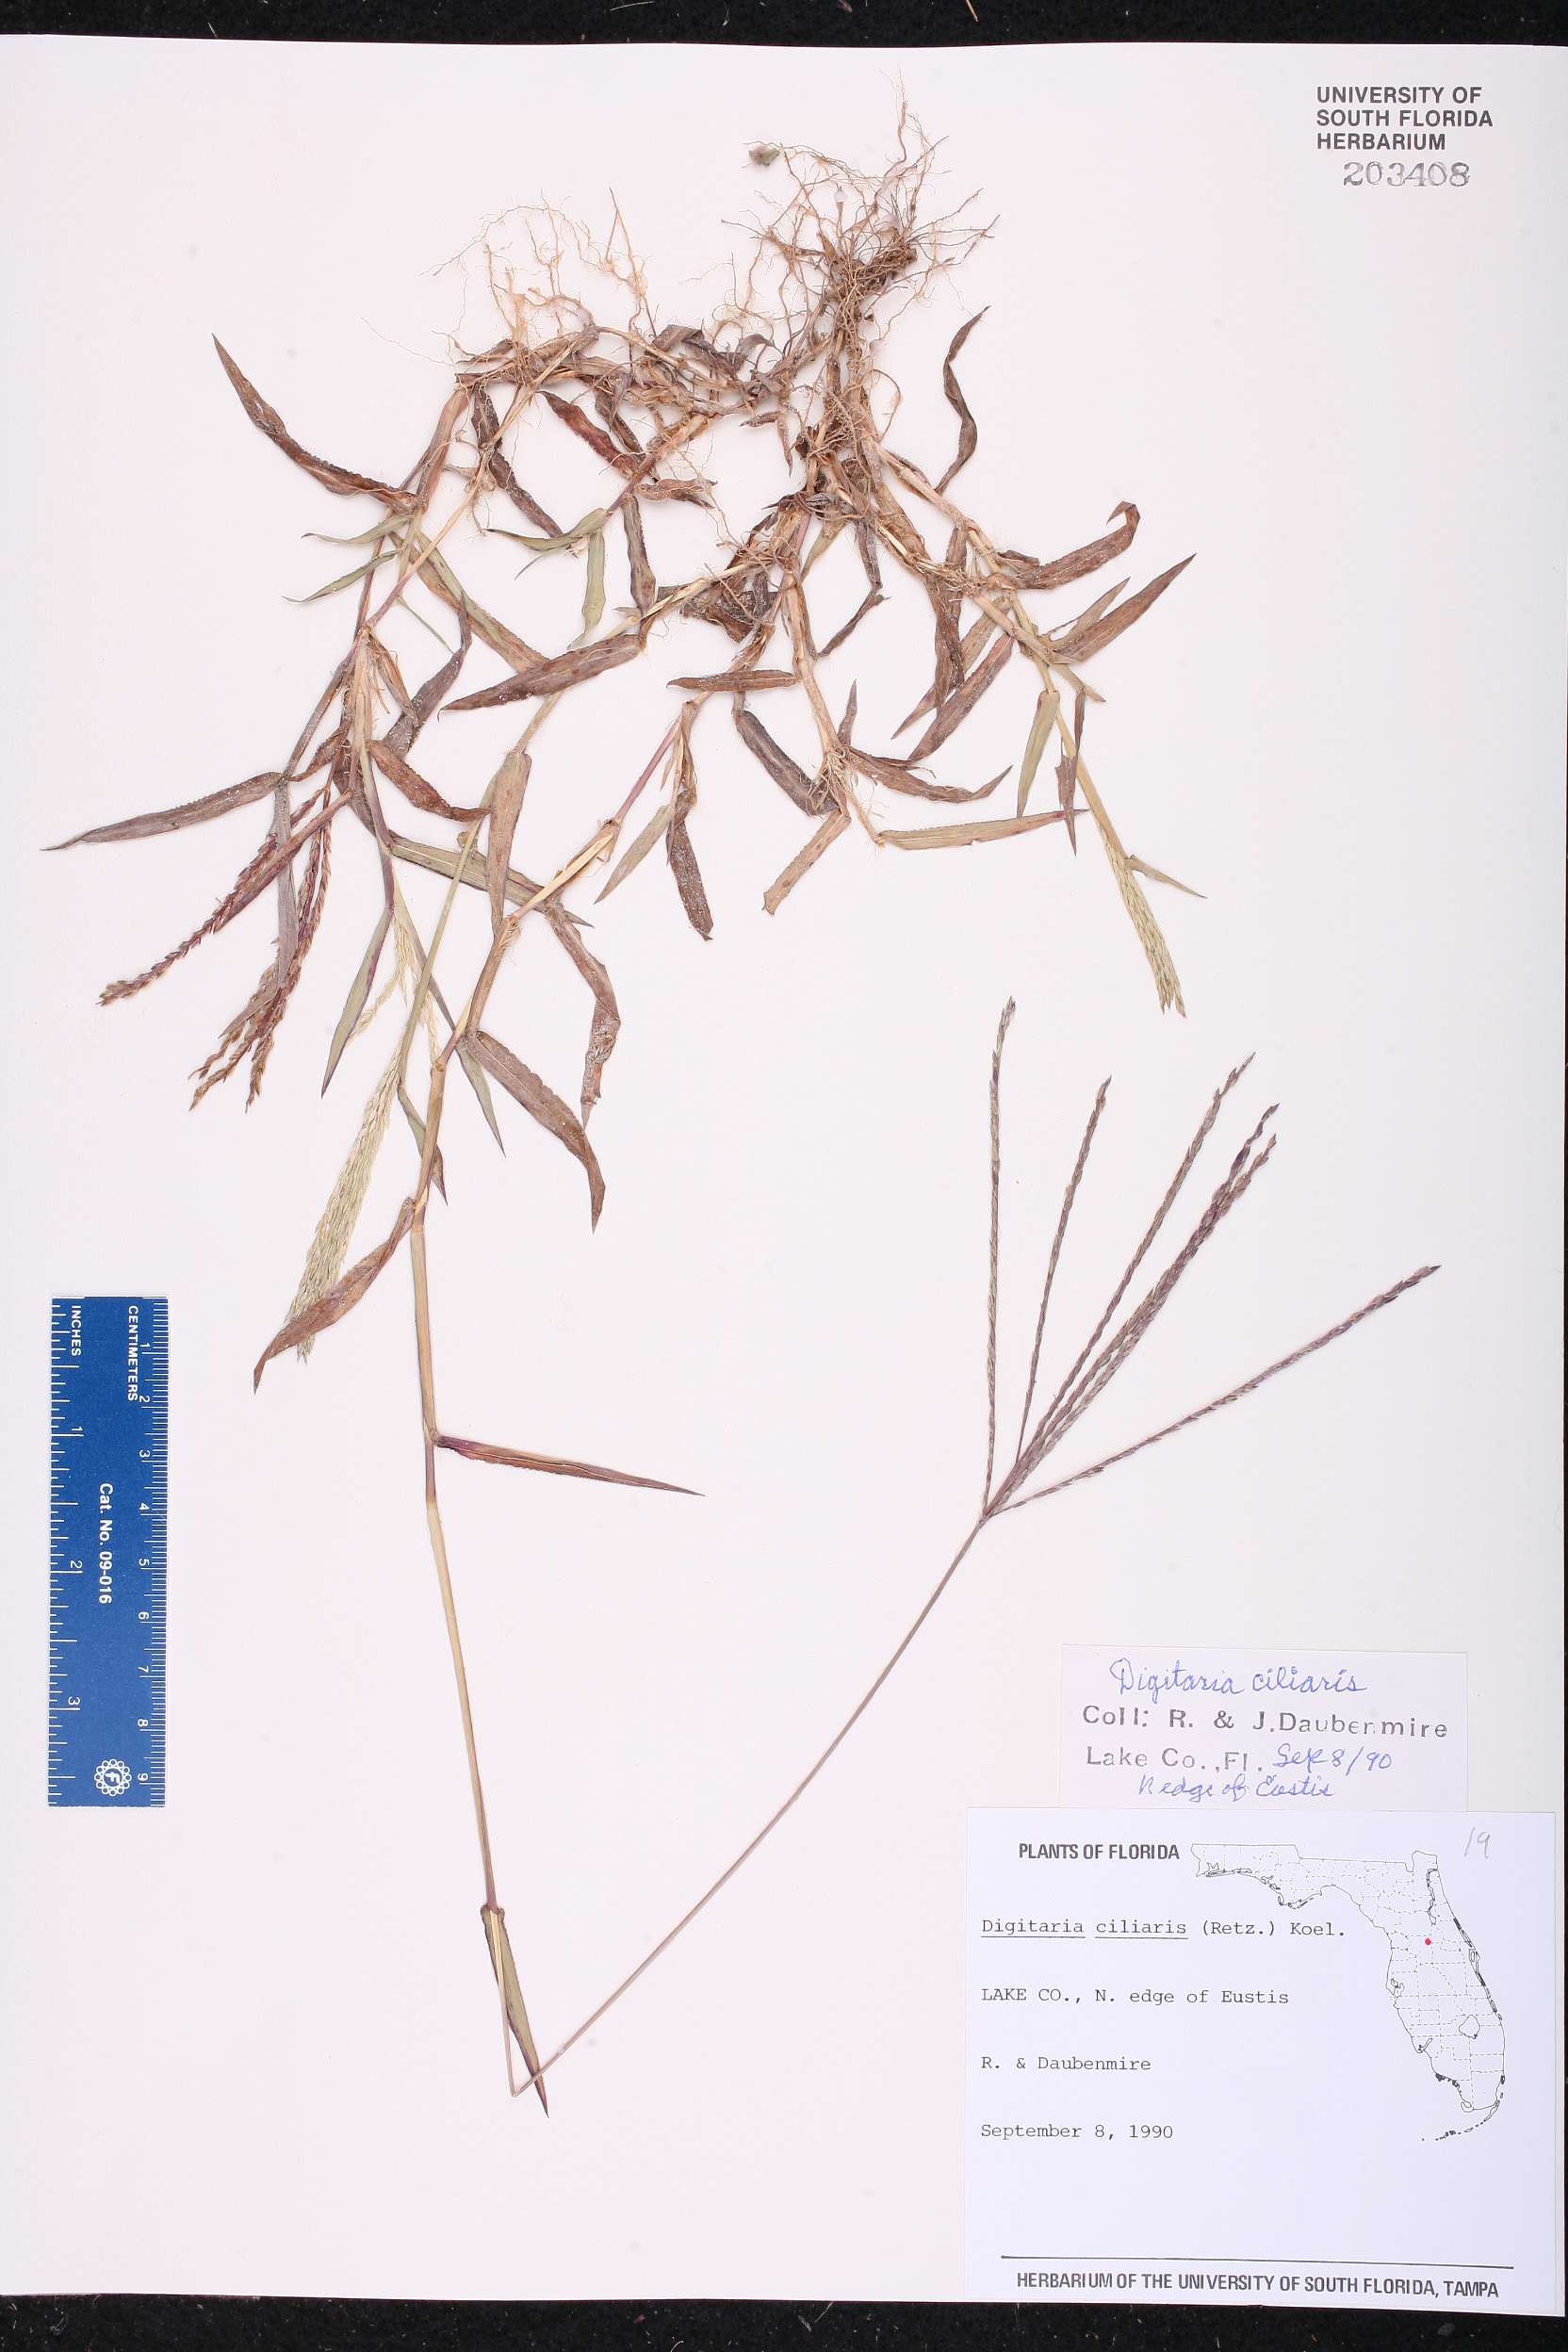 UNIVERSITY OF
SOUTH FLORIDA
HERBARIUM
203408
INCHES
CENTIMETERS
1 2 3 4 5 6 7 8 9
1 2 3
Cat. No. 09-016
F
Digitaria ciliaris
Coll: R. & J.Daubenmire
Lake Co.,Fl. Sep 8/90
N edge of Eustis
19
PLANTS OF FLORIDA
Digitaria ciliaris (Retz.) Koel.
LAKE CO., N. edge of Eustis
R. & Daubenmire
September 8, 1990
HERBARIUM OF THE UNIVERSITY OF SOUTH FLORIDA, TAMPA